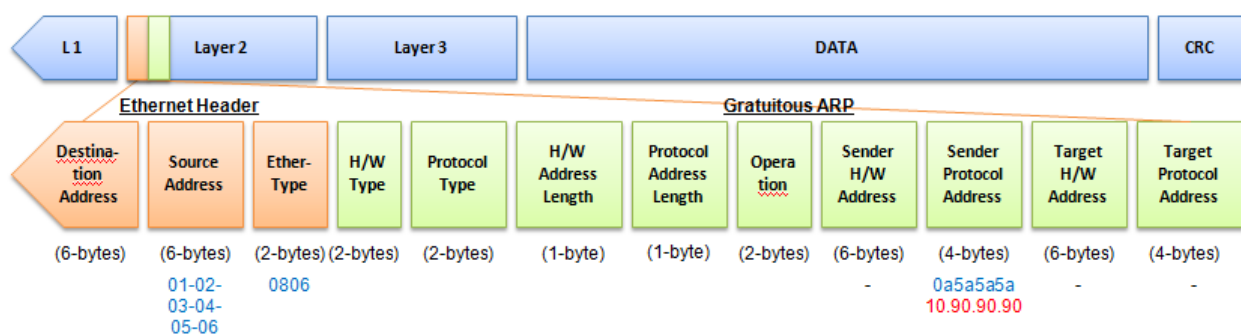 L 1
Layer 2
Layer 3
DATA
CRC
Ethernet Header
Gratuitous ARP
Destina-
tion
Address
Source
Address
Ether-
Type
H/W
Type
Protocol
Type
H/W
Address
Length
Protocol
Address
Length
Opera
tion
Sender
H/W
Address
Sender
Protocol
Address
Target
H/W
Address
Target
Protocol
Address
(6-bytes) (6-bytes) (2-bytes) (2-bytes) (2-bytes) (1-byte) (1-byte) (2-bytes) (6-bytes) (4-bytes) (6-bytes) (4-bytes)
01-02-
03-04-
05-06
0806
-
0a5a5a5a
10.90.90.90
-
-